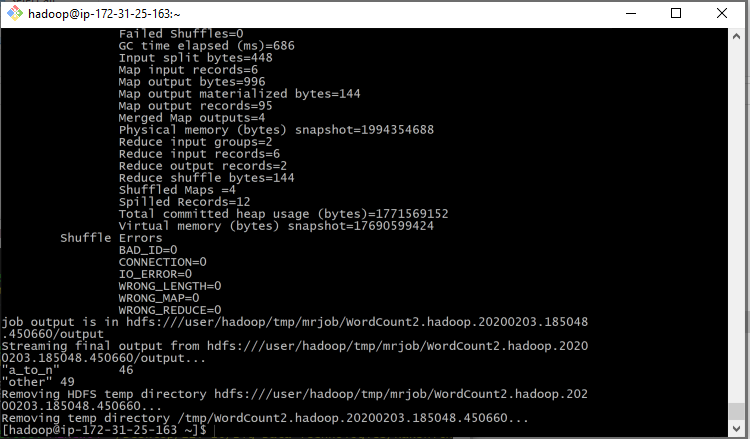 hadoop@ip-172-31-25-163:~
Failed Shuffles=0
GC time elapsed (ms)=686
Input split bytes=448
Map input records=6
Map output bytes=996
Map output materialized bytes=144
Map output records=95
Merged Map outputs=4
Physical memory (bytes) snapshot=1994354688
Reduce input groups=2
Reduce input records=6
Reduce output records=2
Reduce shuffle bytes=144
Shuffled Maps =4
Spilled Records=12
Total committed heap usage (bytes)=1771569152
Virtual memory (bytes) snapshot=17690599424
Shuffle Errors
BAD_ID=0
CONNECTION=0
IO_ERROR=0
WRONG_LENGTH=0
WRONG_MAP=0
WRONG_REDUCE=0
job output is in hdfs:///user/hadoop/tmp/mrjob/WordCount2.hadoop.20200203.185048
.450660/output
Streaming final output from hdfs:///user/hadoop/tmp/mrjob/WordCount2.hadoop.2020
0203.185048.450660/output...
"a_to_n" 46
"other" 49
Removing HDFS temp directory hdfs:///user/hadoop/tmp/mrjob/WordCount2.hadoop.202
00203.185048.450660...
Removing temp directory /tmp/WordCount2.hadoop.20200203.185048.450660...
[hadoop@ip-172-31-25-163 ~]$